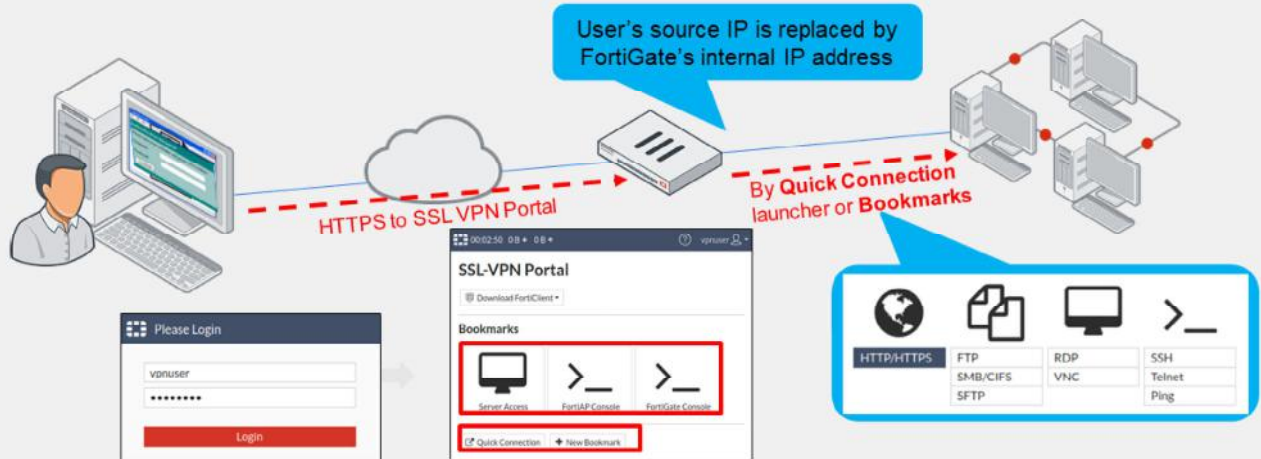 User's source IP is replaced by
FortiGate's internal IP address
HTTPS to SSL VPN Portal
By Quick Connection
launcher or Bookmarks
Please Login
vpnuser
••••••••
Login
00:02:50 0 B 0 B
vpnuser
SSL-VPN Portal
Download FortiClient
Bookmarks
Server Access
FortiAP Console
FortiGate Console
Quick Connection
+ New Bookmark
>_
HTTP/HTTPS
FTP
SMB/CIFS
SFTP
RDP
VNC
SSH
Telnet
Ping